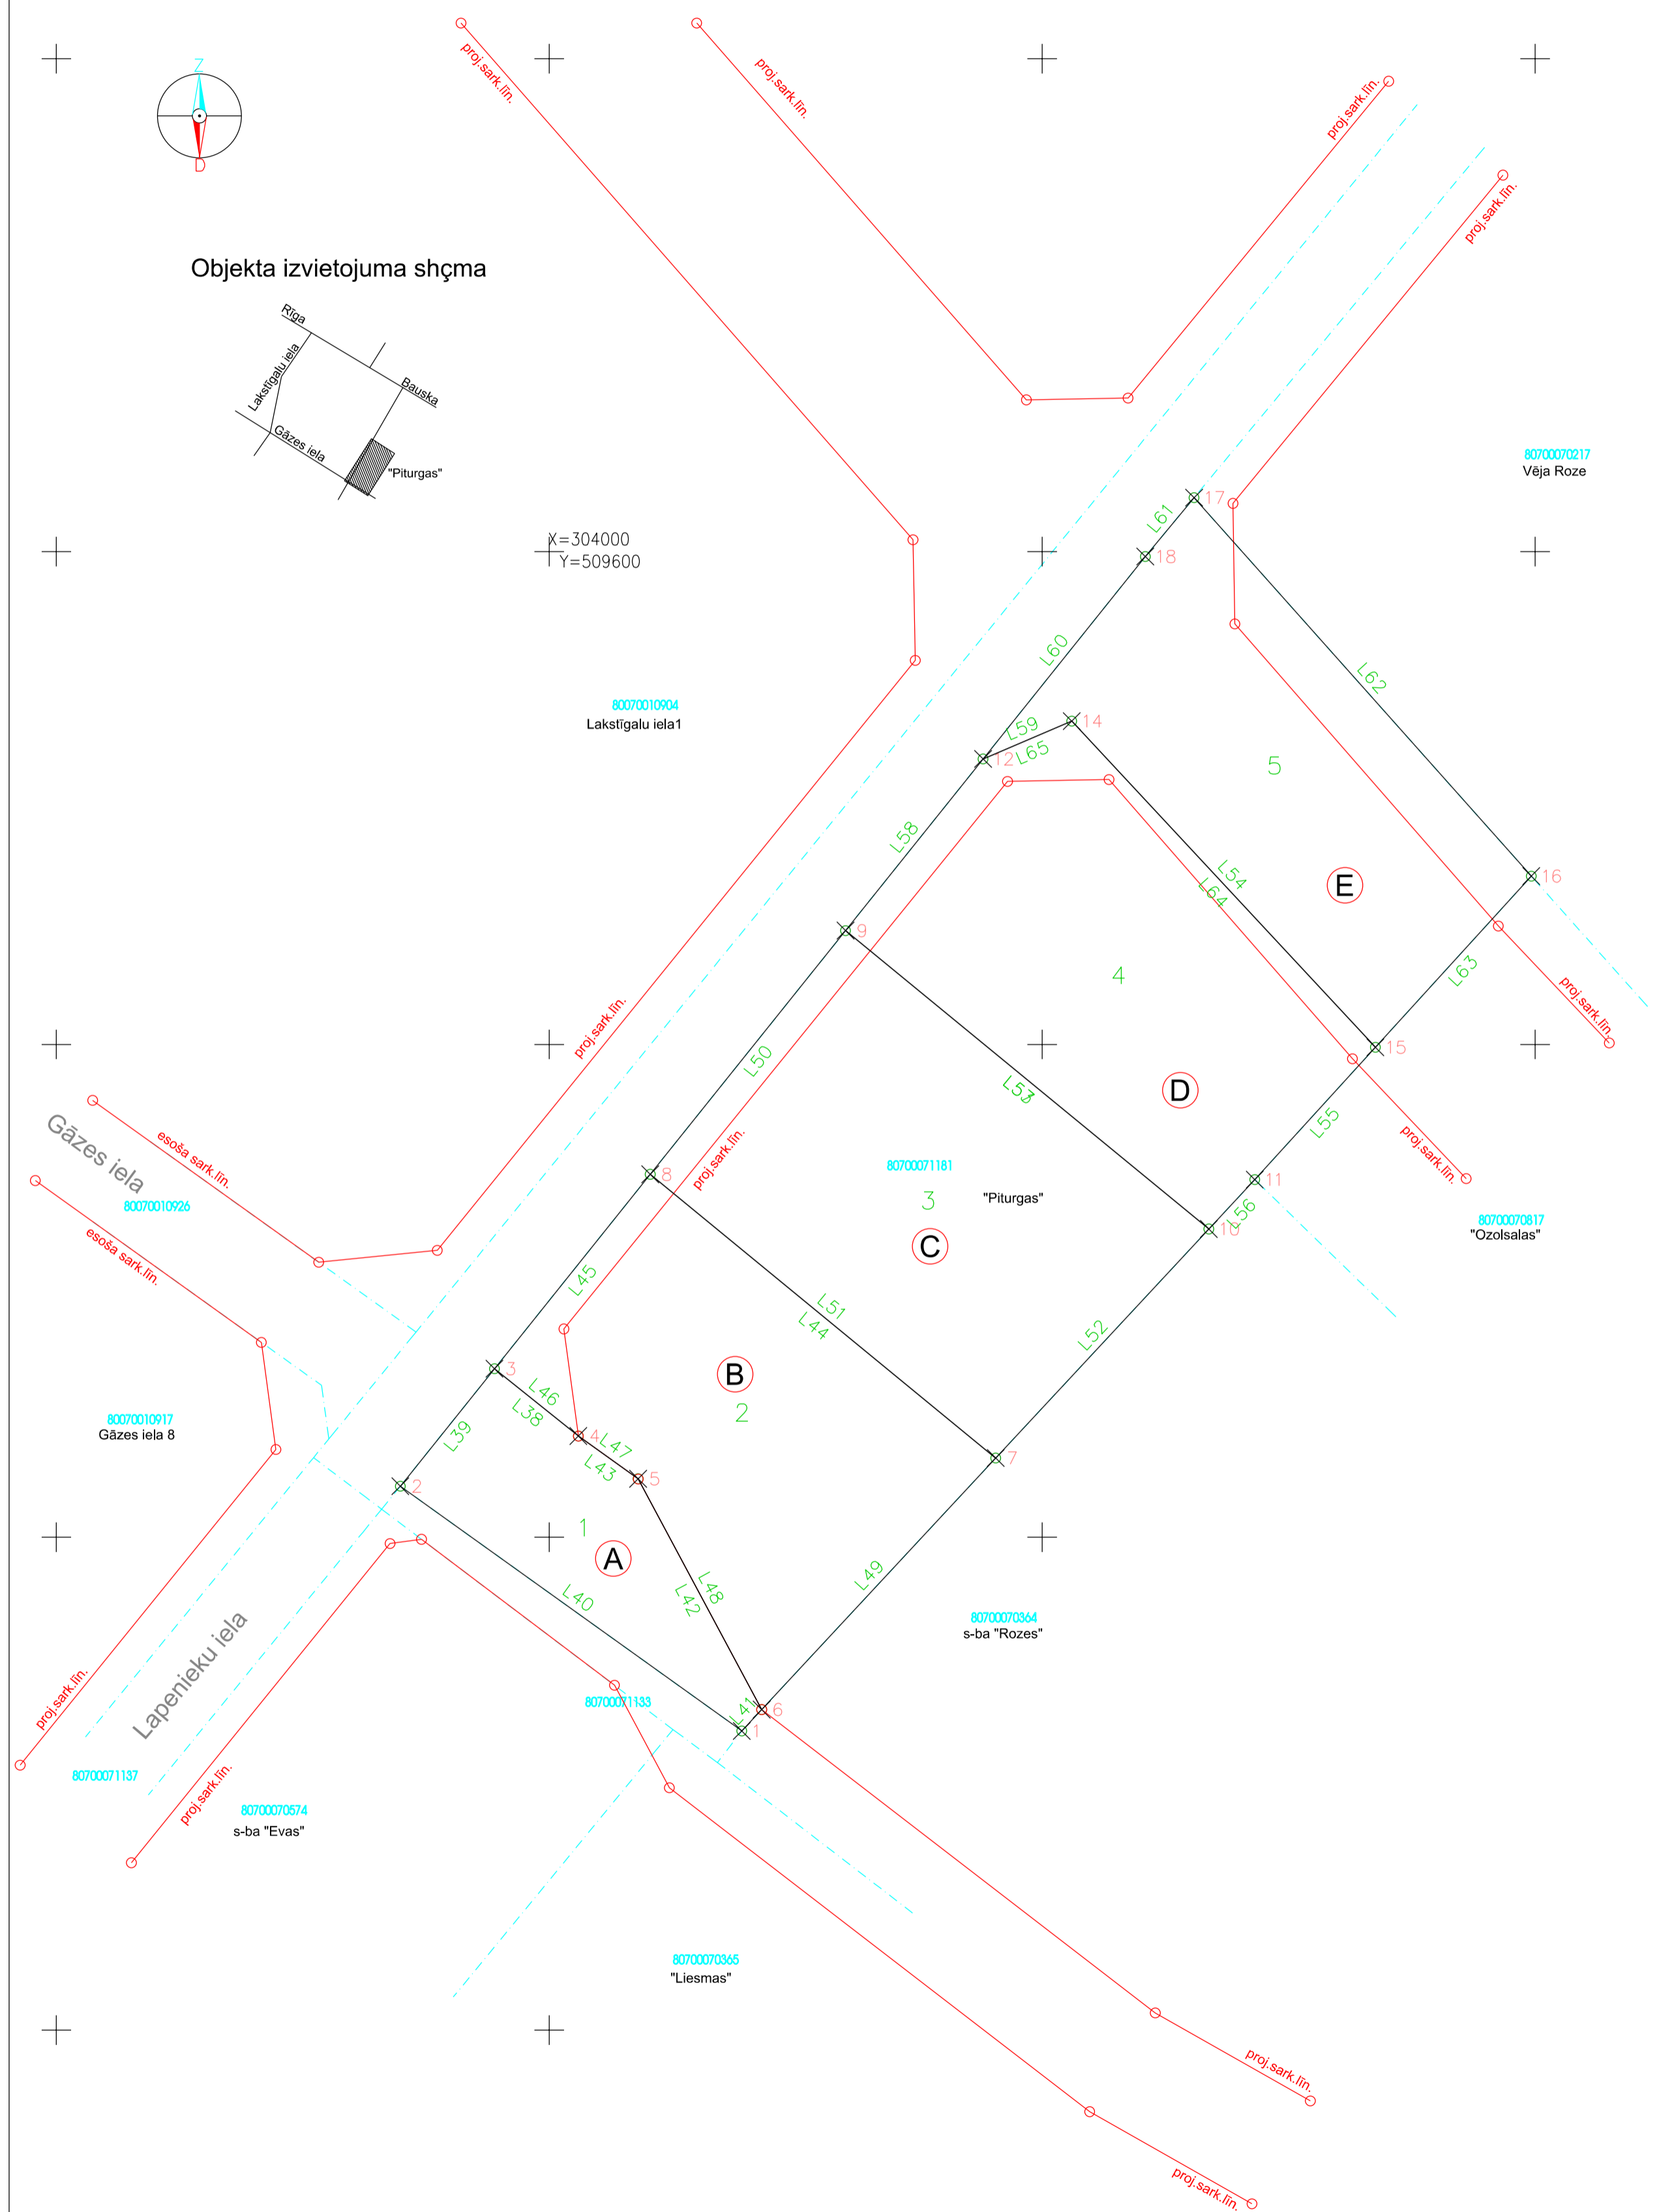 proj.sark.līn.
proj.sark.līn.
proj.sark.līn.
Z
D
proj.sark.līn.
Objekta izvietojuma shçma
Rīga
Lakstīgalu iela
Bauska
Gāzes iela
"Piturgas"
80700070217
Vēja Roze
17
L61
X=304000
Y=509600
18
L60
L62
80070010904
Lakstīgalu iela1
14
L59
L65
12
5
L58
L54
L64
E
16
9
4
L63
proj.sark.līn.
proj.sark.līn.
15
L50
L53
D
L55
Gāzes iela
esoša sark.līn.
proj.sark.līn.
proj.sark.līn.
80700071181
3
"Piturgas"
8
11
L56
10
80070010926
esoša sark.līn.
80700070817
"Ozolsalas"
C
L45
L51
L44
L52
3
B
L46
L38
2
80070010917
Gāzes iela 8
L39
4
L47
L43
7
5
2
1
A
L49
L40
L48
L42
80700070364
s-ba "Rozes"
Lapenieku iela
proj.sark.līn.
80700071133
L41
6
1
80700071137
proj.sark.līn.
80700070574
s-ba "Evas"
80700070365
"Liesmas"
proj.sark.līn.
proj.sark.līn.